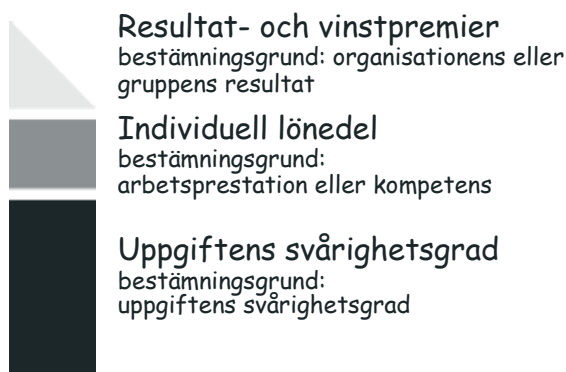 Resultat- och vinstpremier
bestämningsgrund: organisationens eller
gruppens resultat
Individuell lönedel
bestämningsgrund:
arbetsprestation eller kompetens
Uppgiftens svårighetsgrad
bestämningsgrund:
uppgiftens svårighetsgrad